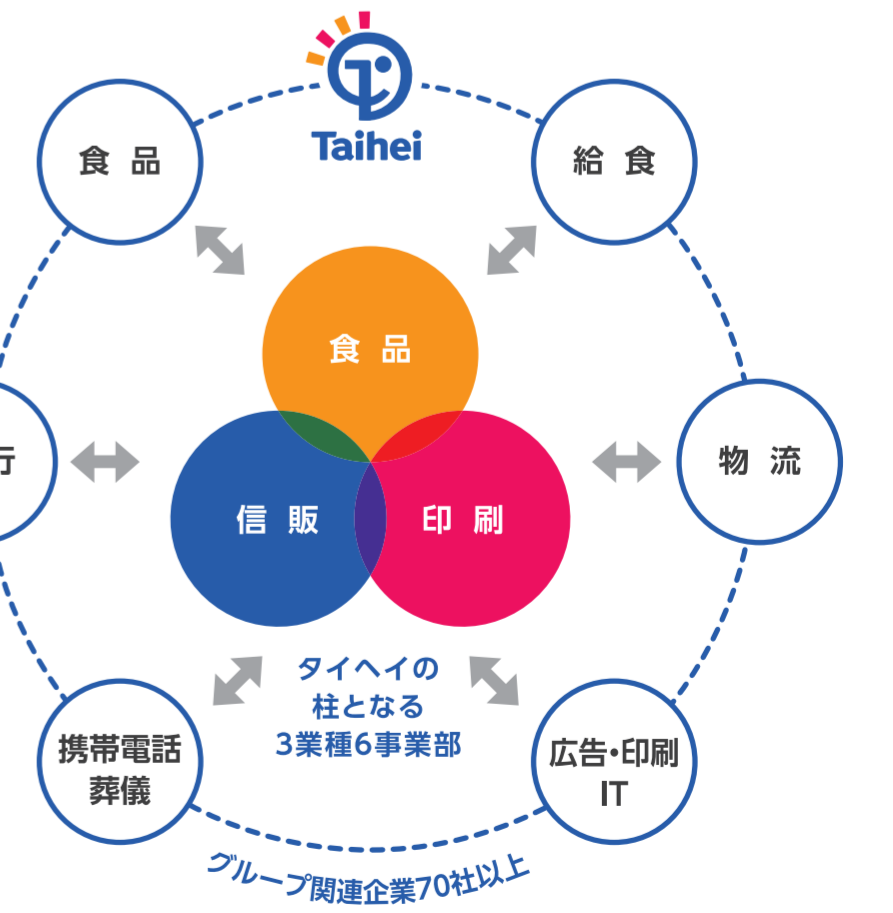 Taihei
食品
給食
食品
行
物流
信販
印刷
タイヘイの
柱となる
3業種6事業部
携帯電話
葬儀
広告・印刷
IT
グループ関連企業70社以上